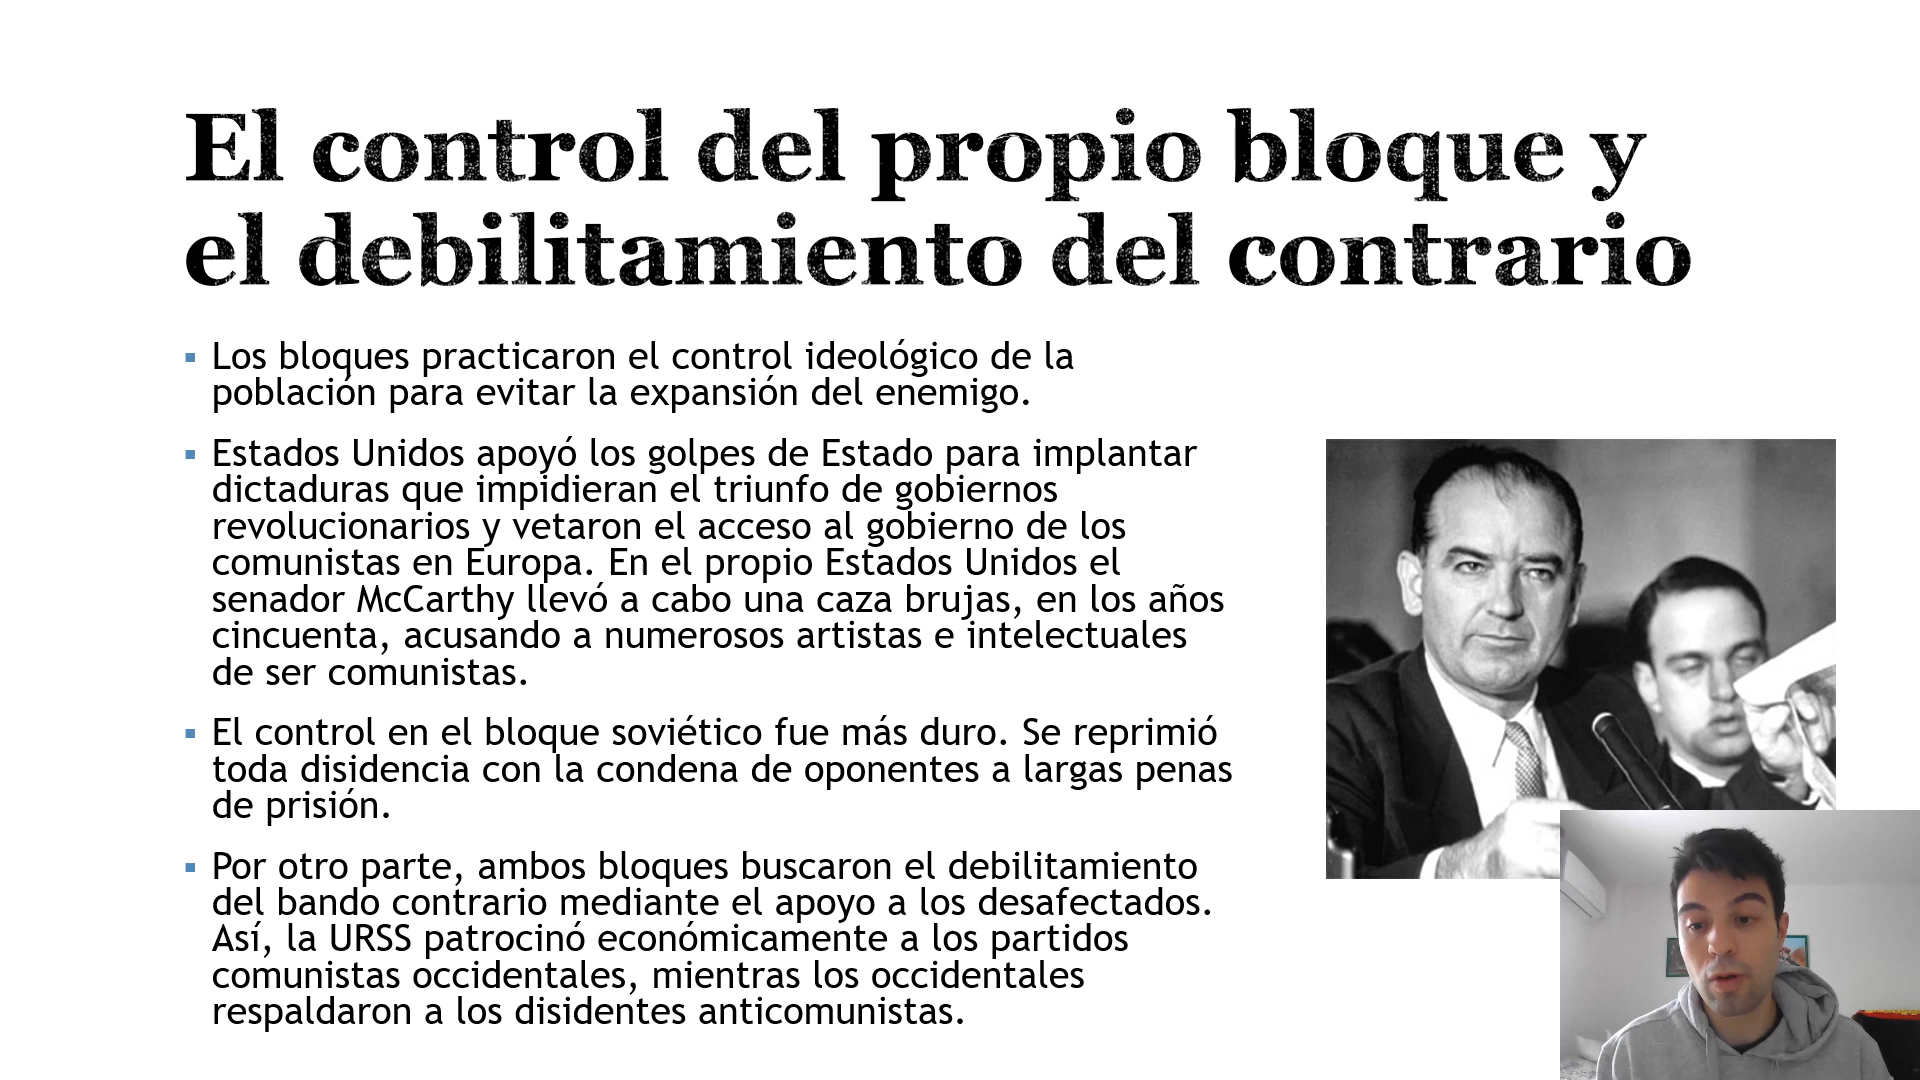 El control del propio bloque y
el debilitamiento del contrario
▪ Los bloques practicaron el control ideológico de la
población para evitar la expansión del enemigo.
▪ Estados Unidos apoyó los golpes de Estado para implantar
dictaduras que impidieran el triunfo de gobiernos
revolucionarios y vetaron el acceso al gobierno de los
comunistas en Europa. En el propio Estados Unidos el
senador McCarthy llevó a cabo una caza brujas, en los años
cincuenta, acusando a numerosos artistas e intelectuales
de ser comunistas.
▪ El control en el bloque soviético fue más duro. Se reprimió
toda disidencia con la condena de oponentes a largas penas
de prisión.
▪ Por otro parte, ambos bloques buscaron el debilitamiento
del bando contrario mediante el apoyo a los desafectados.
Así, la URSS patrocinó económicamente a los partidos
comunistas occidentales, mientras los occidentales
respaldaron a los disidentes anticomunistas.